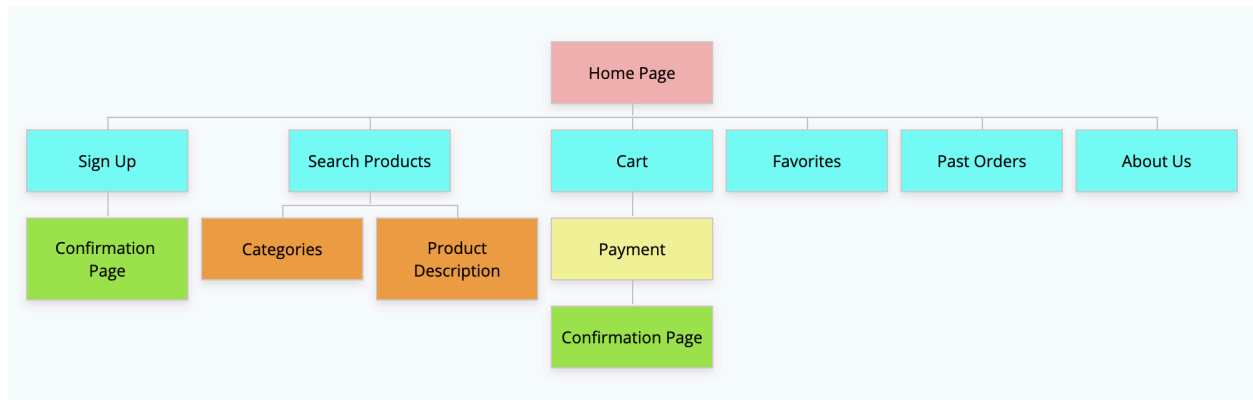 Home Page
Sign Up
Search Products
Cart
Favorites
Past Orders
About Us
Confirmation
Page
Categories
Product
Description
Payment
Confirmation Page